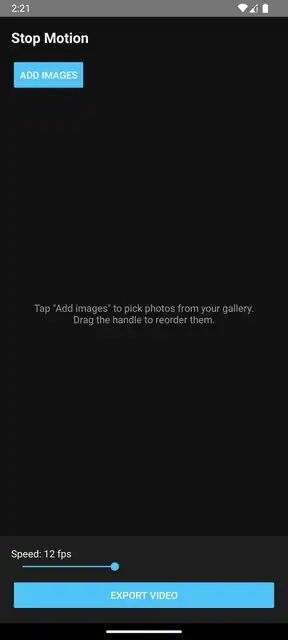 2:21
Stop Motion
ADD IMAGES
Tap "Add images" to pick photos from your gallery.
Drag the handle to reorder them.
Speed: 12 fps
EXPORT VIDEO